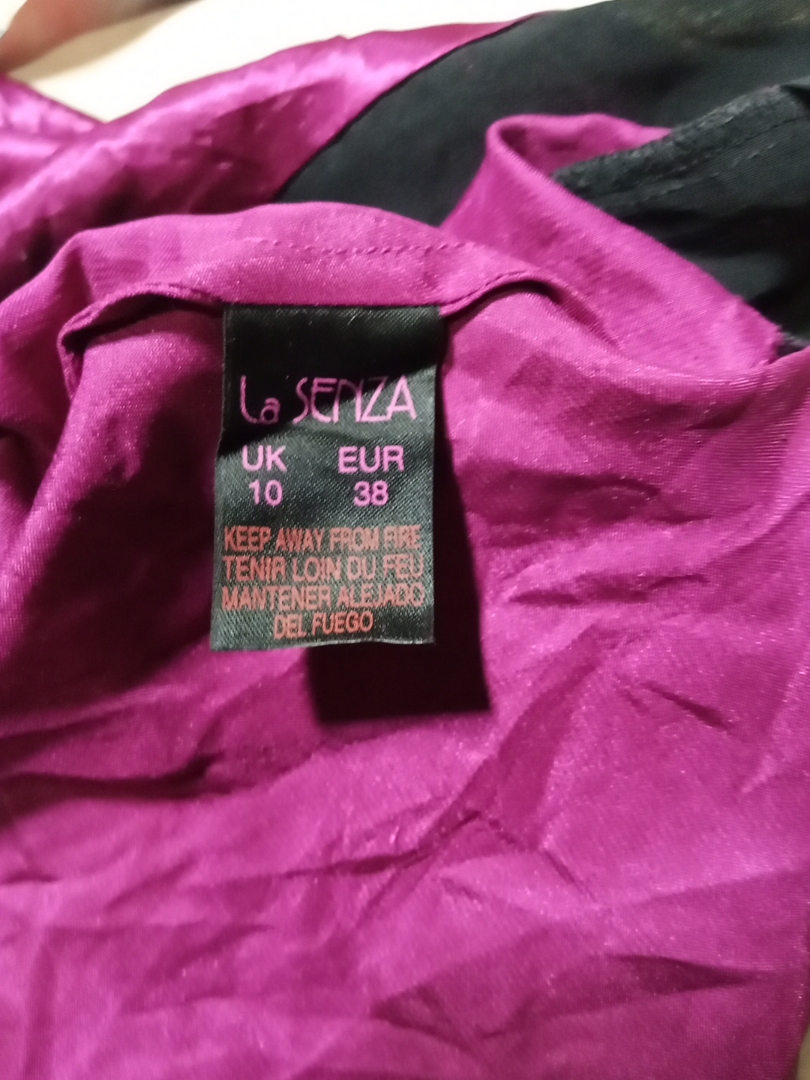 La SENZA
UK EUR
10 38
KEEP AWAY FROM FIRE
TENIR LOIN DU FEU
MANTENER ALEJADO
DEL FUEGO